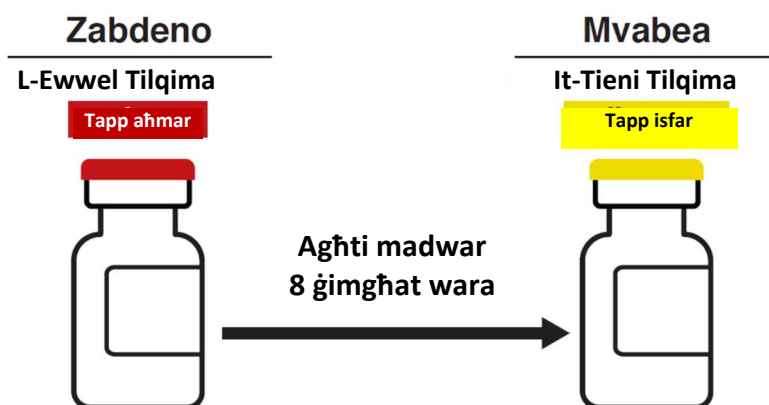 Zabdeno
L-Ewwel Tilqima
Tapp aħmar
Mvabea
It-Tieni Tilqima
Tapp isfar
Agħti madwar
8 ġimgħat wara